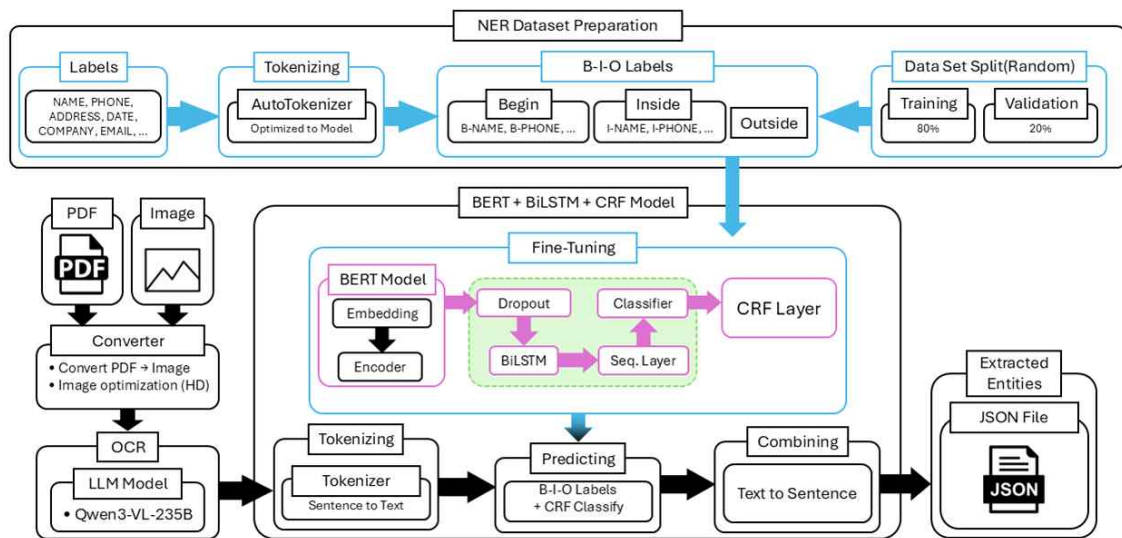 NER Dataset Preparation
Labels
NAME, PHONE,
ADDRESS, DATE,
COMPANY, EMAIL, ...
Tokenizing
AutoTokenizer
Optimized to Model
B-I-O Labels
Begin
B-NAME, B-PHONE, ...
Inside
I-NAME, I-PHONE, ...
Outside
Data Set Split(Random)
Training
80%
Validation
20%
PDF
PDF
Image
Converter
• Convert PDF → Image
• Image optimization (HD)
OCR
LLM Model
• Qwen3-VL-235B
BERT + BiLSTM + CRF Model
Fine-Tuning
BERT Model
Embedding
Encoder
Dropout
BiLSTM
Seq. Layer
Classifier
CRF Layer
Tokenizing
Tokenizer
Sentence to Text
Predicting
B-I-O Labels
+ CRF Classify
Combining
Text to Sentence
Extracted
Entities
JSON File
JSON